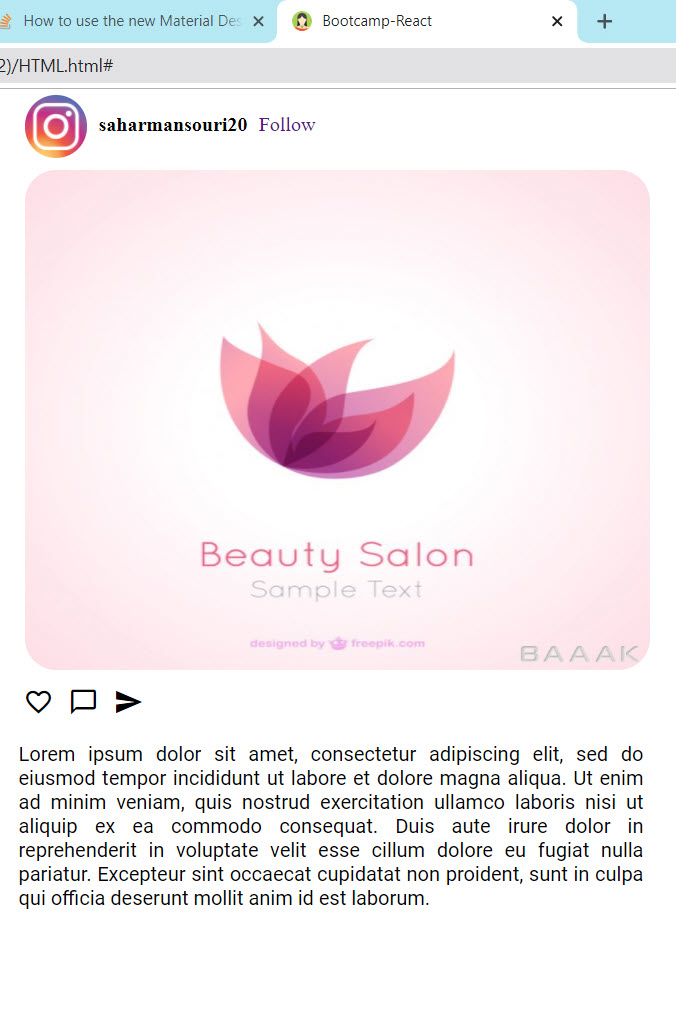 How to use the new Material Des
Bootcamp-React
2)/HTML.html#
saharmansouri20 Follow
Beauty Salon
Sample Text
designed by freepik.com
BAAAK
Lorem ipsum dolor sit amet, consectetur adipiscing elit, sed do
eiusmod tempor incididunt ut labore et dolore magna aliqua. Ut enim
ad minim veniam, quis nostrud exercitation ullamco laboris nisi ut
aliquip ex ea commodo consequat. Duis aute irure dolor in
reprehenderit in voluptate velit esse cillum dolore eu fugiat nulla
pariatur. Excepteur sint occaecat cupidatat non proident, sunt in culpa
qui officia deserunt mollit anim id est laborum.